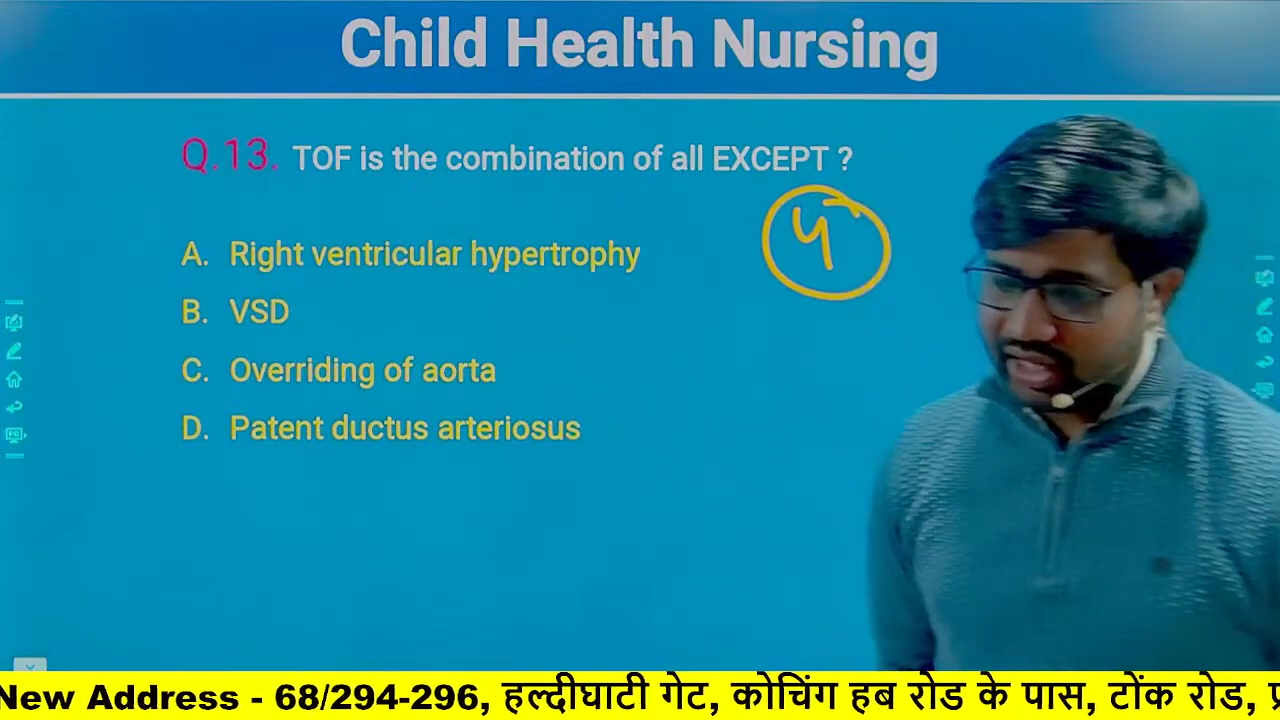 Child Health Nursing
Q.13. TOF is the combination of all EXCEPT ?
4
A. Right ventricular hypertrophy
B. VSD
C. Overriding of aorta
D. Patent ductus arteriosus
New Address - 68/294-296, हल्दीघाटी गेट, कोचिंग हब रोड के पास, टोंक रोड,